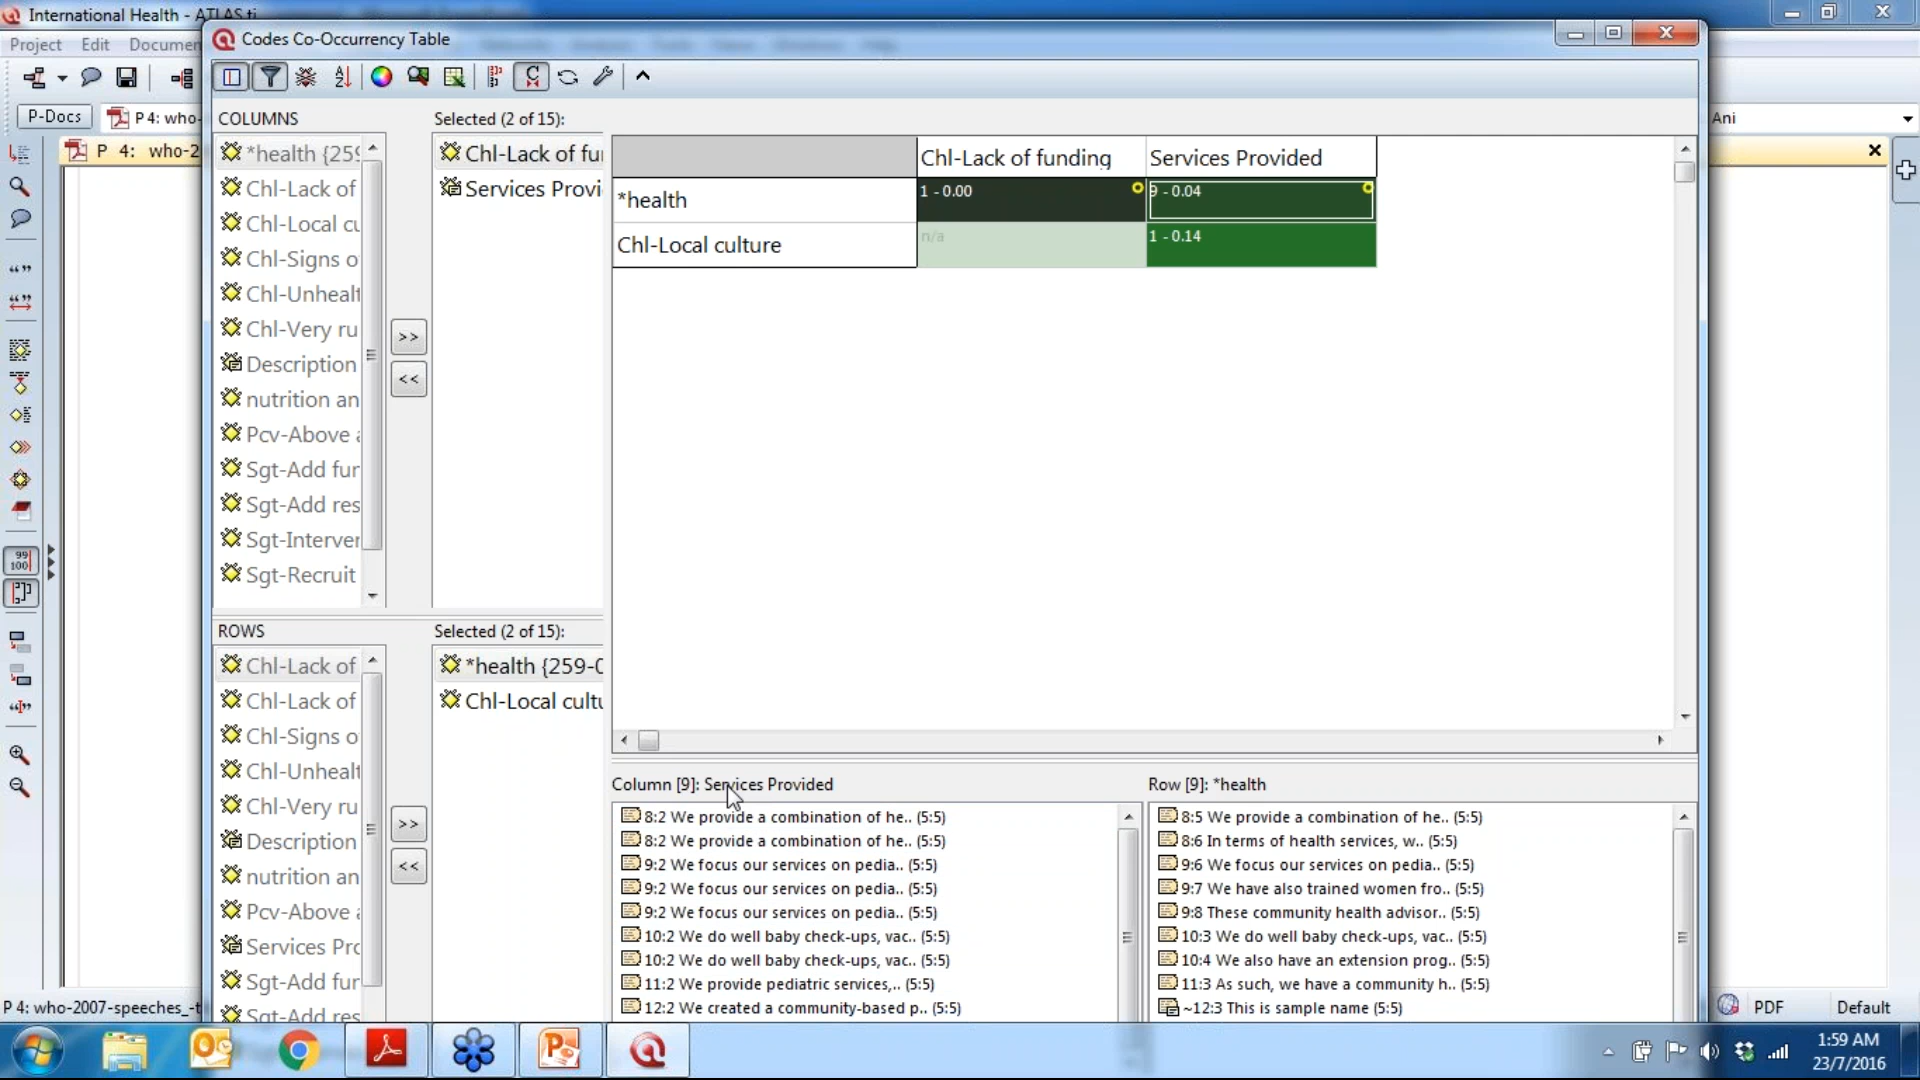 International Health - ATLAS.ti
Project Edit Documen
Codes Co-Occurrency Table
P-Docs
P 4: who-
Ani
P 4: who-2
COLUMNS
*health {259
Chl-Lack of
Chl-Local cu
Chl-Signs o
Chl-Unhealt
Chl-Very ru
Description
nutrition an
Pcv-Above a
Sgt-Add fur
Sgt-Add res
Sgt-Interver
Sgt-Recruit
>>
<<
Selected (2 of 15):
Chl-Lack of fu
Services Provi
Chl-Lack of funding Services Provided
*health 1 - 0.00 9 - 0.04
Chl-Local culture n/a 1 - 0.14
ROWS
Chl-Lack of
Chl-Lack of
Chl-Signs o
Chl-Unhealt
Chl-Very ru
Description
nutrition an
Pcv-Above a
Services Pro
Sgt-Add fur
Sgt-Add res
>>
<<
Selected (2 of 15):
*health {259-0
Chl-Local cultu
Column [9]: Services Provided
8:2 We provide a combination of he.. (5:5)
8:2 We provide a combination of he.. (5:5)
9:2 We focus our services on pedia.. (5:5)
9:2 We focus our services on pedia.. (5:5)
9:2 We focus our services on pedia.. (5:5)
10:2 We do well baby check-ups, vac.. (5:5)
10:2 We do well baby check-ups, vac.. (5:5)
11:2 We provide pediatric services,.. (5:5)
12:2 We created a community-based p.. (5:5)
Row [9]: *health
8:5 We provide a combination of he.. (5:5)
8:6 In terms of health services, w.. (5:5)
9:6 We focus our services on pedia.. (5:5)
9:7 We have also trained women fro.. (5:5)
9:8 These community health advisor.. (5:5)
10:3 We do well baby check-ups, vac.. (5:5)
10:4 We also have an extension prog.. (5:5)
11:3 As such, we have a community h.. (5:5)
~12:3 This is sample name (5:5)
P 4: who-2007-speeches_-t
PDF
Default
1:59 AM
23/7/2016